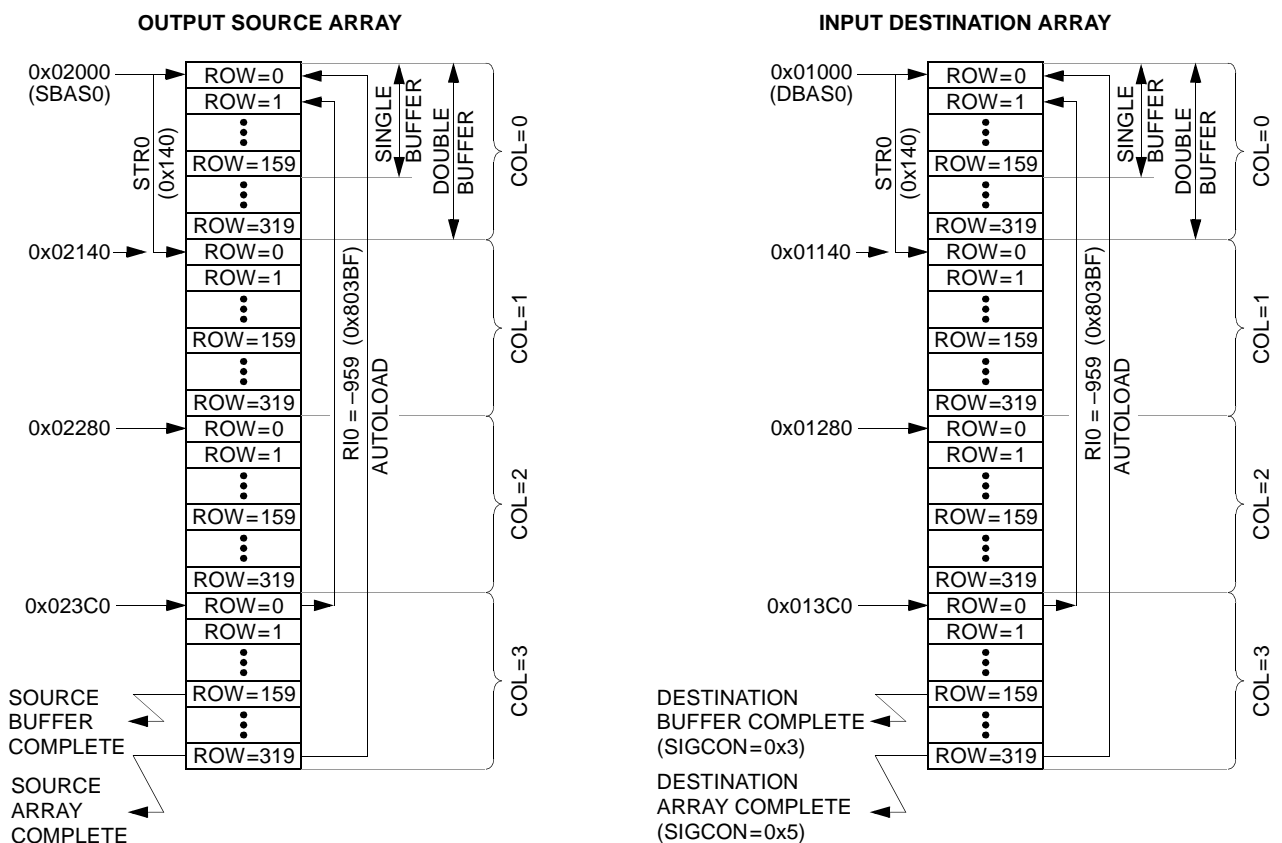 OUTPUT SOURCE ARRAY
0x02000
(SBAS0)
STR0
(0x140)
0x02140
0x02280
0x023C0
ROW=0
ROW=1
ROW=159
ROW=319
ROW=0
ROW=1
ROW=159
ROW=319
ROW=0
ROW=1
ROW=159
ROW=319
ROW=0
ROW=1
ROW=159
ROW=319
SINGLE
BUFFER
DOUBLE
BUFFER
RI0 = –959 (0x803BF)
AUTOLOAD
COL=0
COL=1
COL=2
COL=3
SOURCE
BUFFER
COMPLETE
SOURCE
ARRAY
COMPLETE
INPUT DESTINATION ARRAY
0x01000
(DBAS0)
STR0
(0x140)
0x01140
0x01280
0x013C0
ROW=0
ROW=1
ROW=159
ROW=319
ROW=0
ROW=1
ROW=159
ROW=319
ROW=0
ROW=1
ROW=159
ROW=319
ROW=0
ROW=1
ROW=159
ROW=319
SINGLE
BUFFER
DOUBLE
BUFFER
RI0 = –959 (0x803BF)
AUTOLOAD
COL=0
COL=1
COL=2
COL=3
DESTINATION
BUFFER COMPLETE
(SIGCON=0x3)
DESTINATION
ARRAY COMPLETE
(SIGCON=0x5)